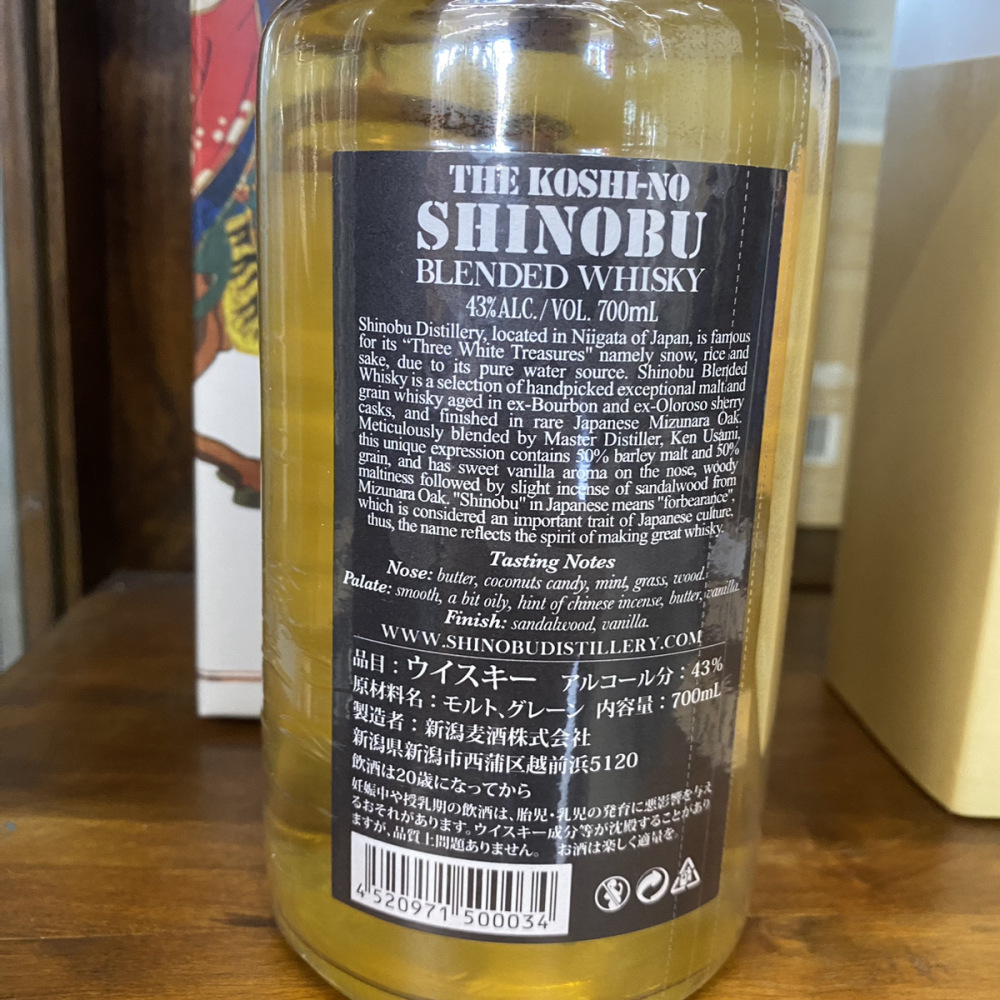 THE KOSHI-NO
SHINOBU
BLENDED WHISKY
43% ALC./VOL. 700mL
Shinobu Distillery, located in Niigata of Japan, is famous
for its "Three White Treasures" namely snow, rice and
sake, due to its pure water source. Shinobu Blended
Whisky is a selection of handpicked exceptional malt and
grain whisky aged in ex-Bourbon and ex-Oloroso sherry
casks, and finished in rare Japanese Mizunara Oak.
Meticulously blended by Master Distiller, Ken Usami,
this unique expression contains 50% barley malt and 50%
grain, and has sweet vanilla aroma on the nose, woody
maltiness followed by slight incense of sandalwood from
Mizunara Oak. "Shinobu" in Japanese means "forbearance",
which is considered an important trait of Japanese culture,
thus, the name reflects the spirit of making great whisky.
Tasting Notes
Nose: butter, coconuts candy, mint, grass, wood.
Palate: smooth, a bit oily, hint of chinese incense, butter, vanilla.
Finish: sandalwood, vanilla.
WWW.SHINOBUDISTILLERY.COM
品目：ウイスキー アルコール分：43%
原材料名：モルト、グレーン 内容量：700mL
製造者：新潟麦酒株式会社
新潟県新潟市西蒲区越前浜5120
飲酒は20歳になってから
妊娠中や授乳期の飲酒は、胎児・乳児の発育に悪影響を与え
るおそれがあります。ウイスキー成分等が沈殿することがあり
ますが、品質上問題ありません。 お酒は楽しく適量を。
4 520971 500034